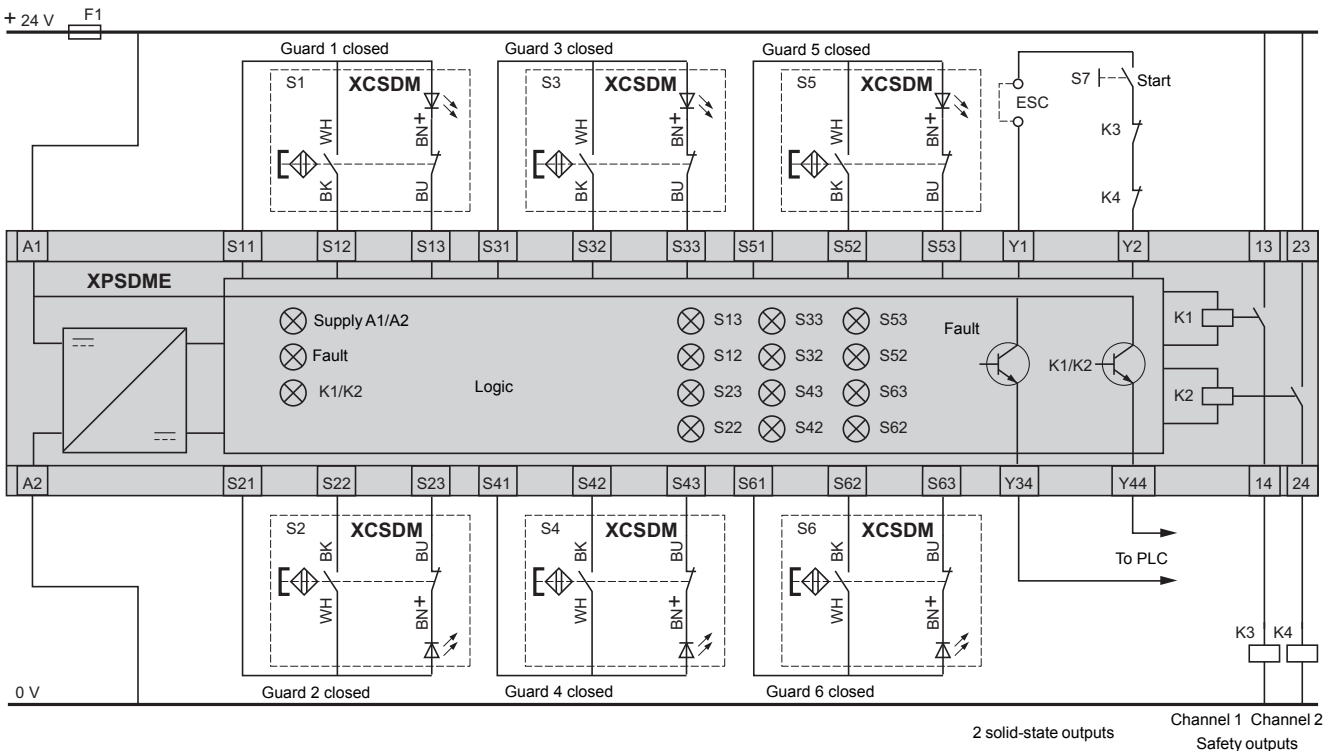 + 24 V F1
Guard 1 closed Guard 3 closed Guard 5 closed
S1 XCSDM S3 XCSDM S5 XCSDM S7 Start
ESC
WH BN+ WH BN+ WH BN+ K3
BK BU BK BU BK BU K4
A1 S11 S12 S13 S31 S32 S33 S51 S52 S53 Y1 Y2 13 23
XPSDME
Supply A1/A2 S13 S33 S53 Fault K1
Fault S12 S32 S52 K1/K2
K1/K2 Logic S23 S43 S63 K2
S22 S42 S62
A2 S21 S22 S23 S41 S42 S43 S61 S62 S63 Y34 Y44 14 24
S2 XCSDM S4 XCSDM S6 XCSDM
BK BU BK BU BK BU To PLC
WH BN+ WH BN+ WH BN+
K3 K4
0 V Guard 2 closed Guard 4 closed Guard 6 closed
2 solid-state outputs Channel 1 Channel 2
Safety outputs